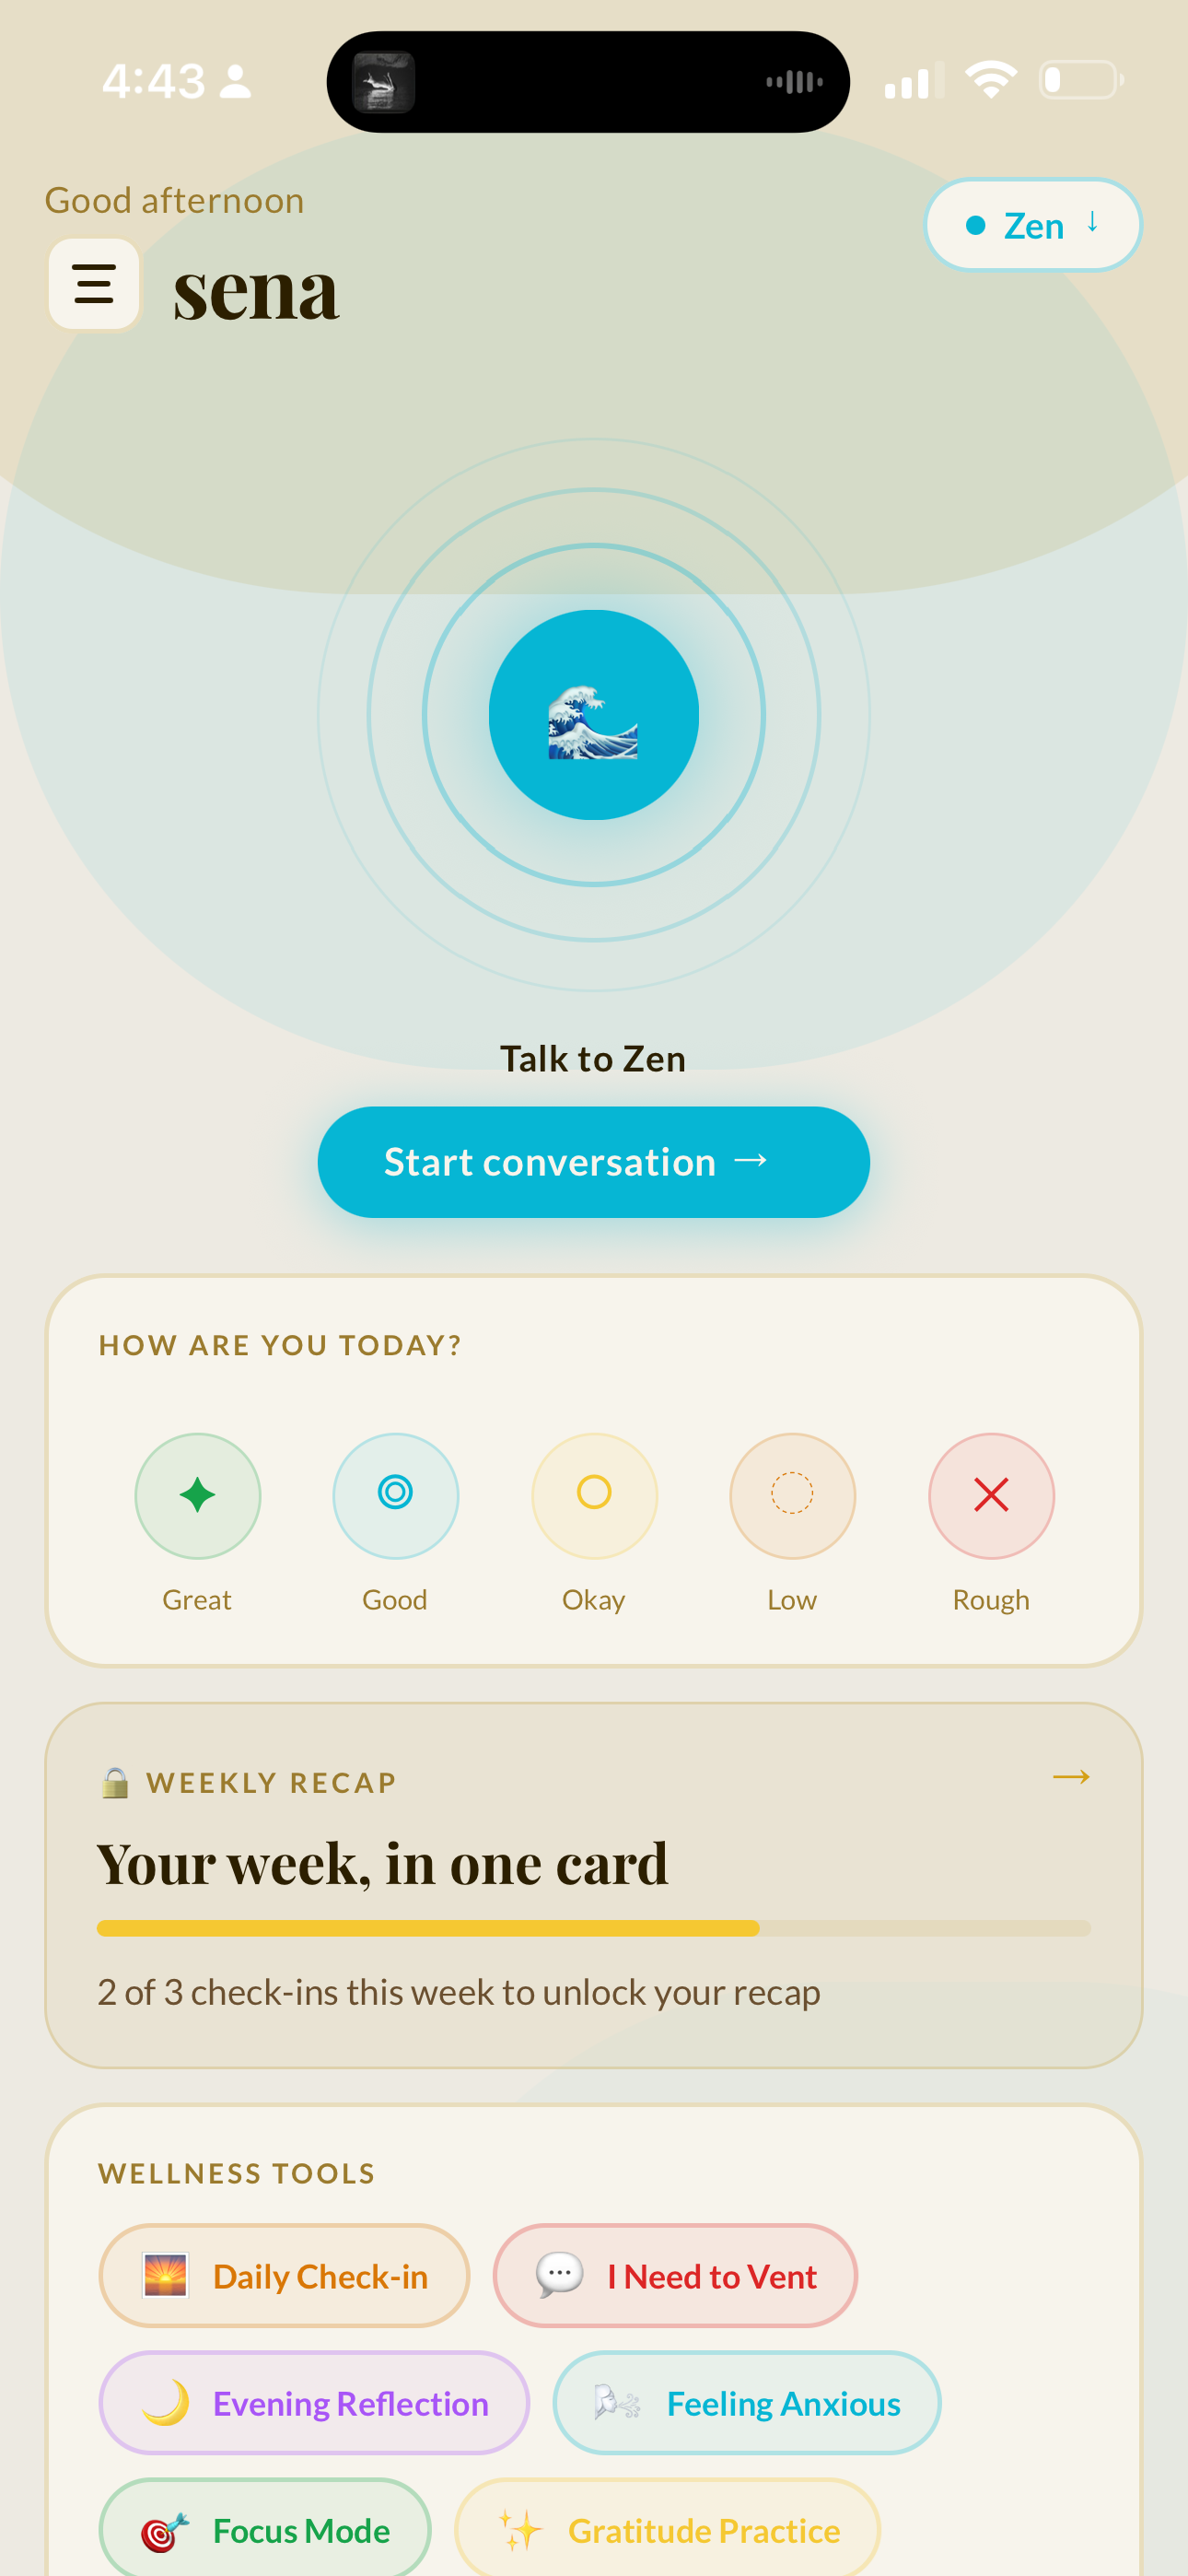 4:43
Good afternoon
Zen ↓
sena
Talk to Zen
Start conversation →
HOW ARE YOU TODAY?
Great Good Okay Low Rough
WEEKLY RECAP →
Your week, in one card
2 of 3 check-ins this week to unlock your recap
WELLNESS TOOLS
Daily Check-in I Need to Vent
Evening Reflection Feeling Anxious
Focus Mode Gratitude Practice